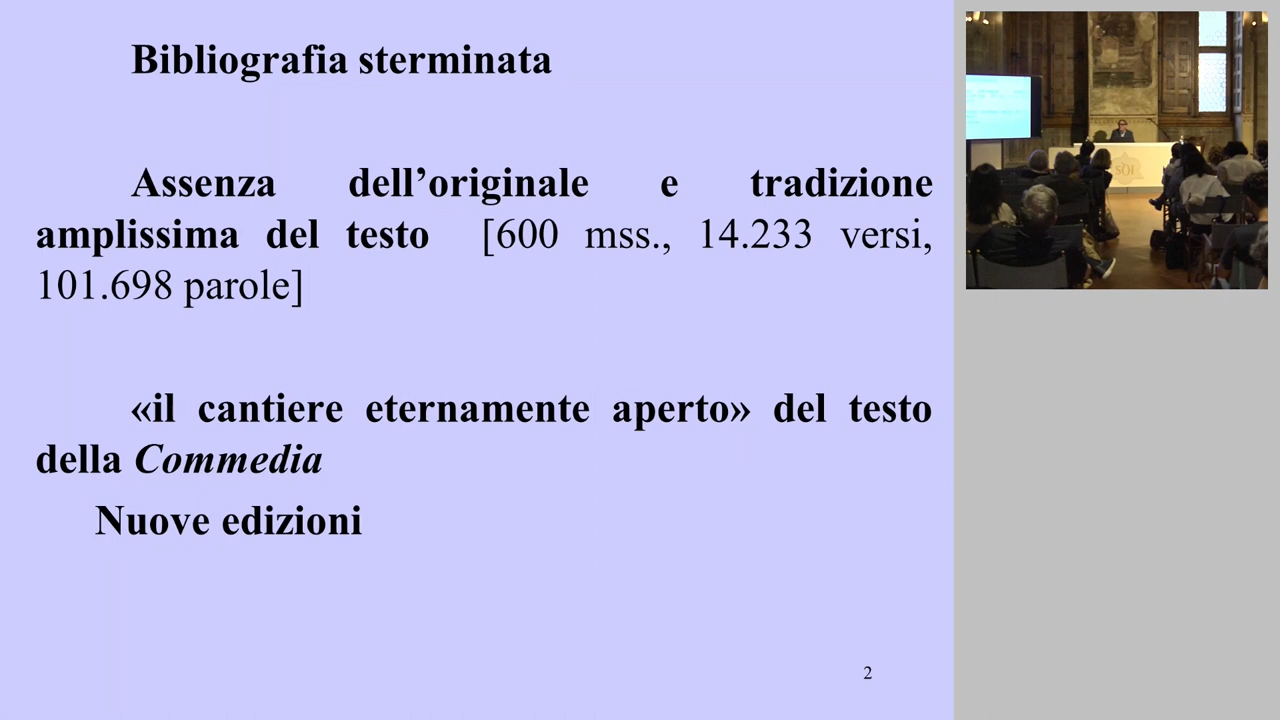 Bibliografia sterminata
Assenza dell’originale e tradizione
amplissima del testo [600 mss., 14.233 versi,
101.698 parole]
«il cantiere eternamente aperto» del testo
della Commedia
Nuove edizioni
2